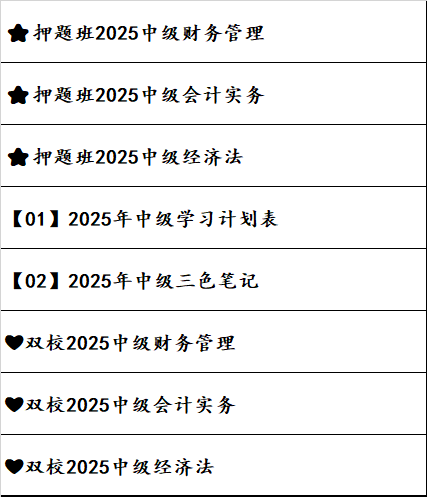 ★押题班2025中级财务管理
★押题班2025中级会计实务
★押题班2025中级经济法
【01】2025年中级学习计划表
【02】2025年中级三色笔记
♥双校2025中级财务管理
♥双校2025中级会计实务
♥双校2025中级经济法